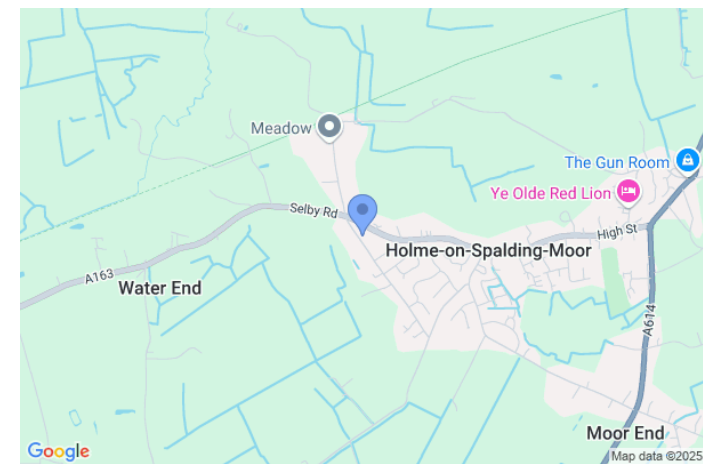 Meadow
The Gun Room
Ye Olde Red Lion
Selby Rd
High St
Holme-on-Spalding-Moor
A163
Water End
A614
Moor End
Google
Map data ©2025